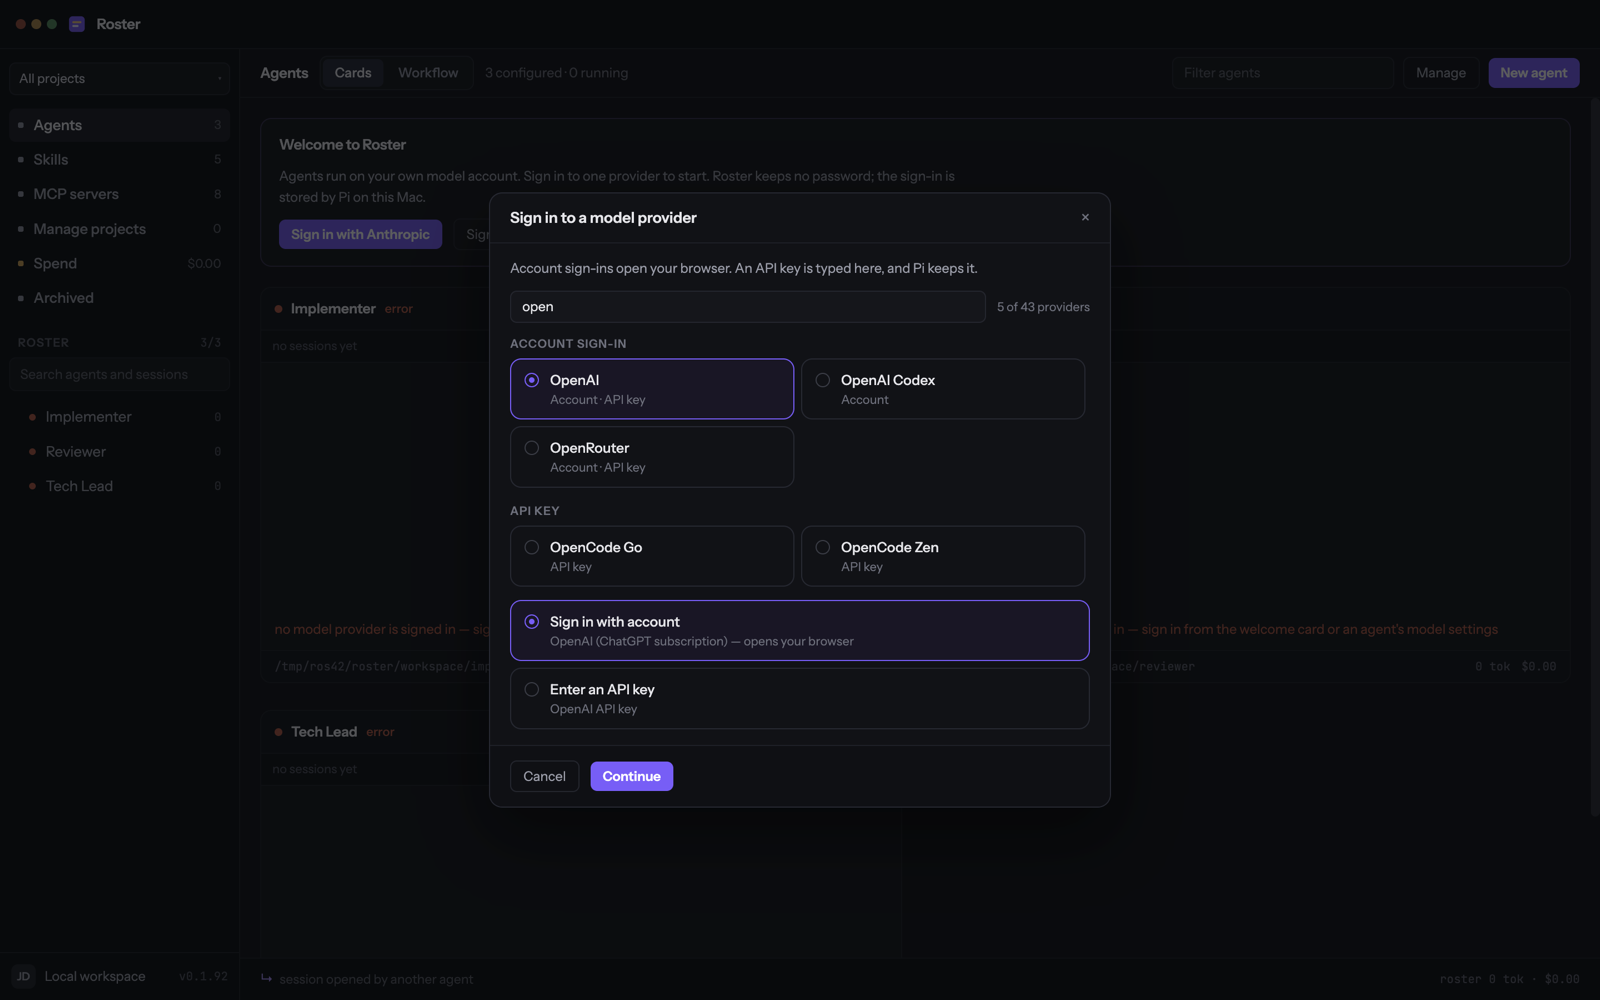 Roster
All projects
Agents 3
Skills 5
MCP servers 8
Manage projects 0
Spend $0.00
Archived
ROSTER 3/3
Search agents and sessions
Implementer 0
Reviewer 0
Tech Lead 0
JD Local workspace v0.1.92
Agents Cards Workflow 3 configured · 0 running Filter agents Manage New agent
Welcome to Roster
Agents run on your own model account. Sign in to one provider to start. Roster keeps no password; the sign-in is
stored by Pi on this Mac.
Sign in with Anthropic
Implementer error
no sessions yet
no model provider is signed in — sig
in — sign in from the welcome card or an agent's model settings
/tmp/ros42/roster/workspace/imp
ace/reviewer 0 tok $0.00
Tech Lead error
no sessions yet
Sign in to a model provider ×
Account sign-ins open your browser. An API key is typed here, and Pi keeps it.
open 5 of 43 providers
ACCOUNT SIGN-IN
OpenAI
Account · API key
OpenAI Codex
Account
OpenRouter
Account · API key
API KEY
OpenCode Go
API key
OpenCode Zen
API key
Sign in with account
OpenAI (ChatGPT subscription) — opens your browser
Enter an API key
OpenAI API key
Cancel Continue
↳ session opened by another agent roster 0 tok · $0.00